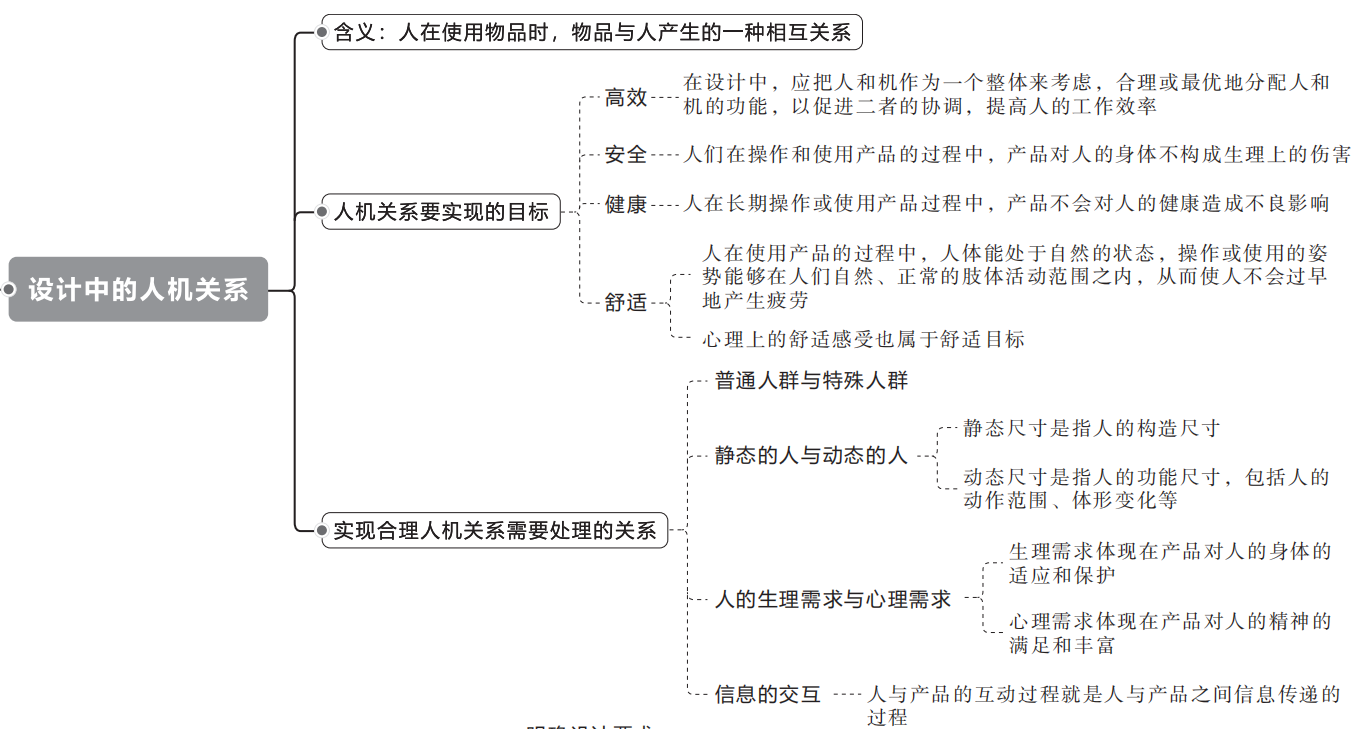 含义：人在使用物品时，物品与人产生的一种相互关系
高效
在设计中，应把人和机作为一个整体来考虑，合理或最优地分配人和
机的功能，以促进二者的协调，提高人的工作效率
安全
人们在操作和使用产品的过程中，产品对人的身体不构成生理上的伤害
人机关系要实现的目标
健康
人在长期操作或使用产品过程中，产品不会对人的健康造成不良影响
舒适
人在使用产品的过程中，人体能处于自然的状态，操作或使用的姿
势能够在人们自然、正常的肢体活动范围之内，从而使人不会过早
地产生疲劳
心理上的舒适感受也属于舒适目标
设计中的人机关系
普通人群与特殊人群
静态的人与动态的人
静态尺寸是指人的构造尺寸
动态尺寸是指人的功能尺寸，包括人的
动作范围、体形变化等
实现合理人机关系需要处理的关系
人的生理需求与心理需求
生理需求体现在产品对人的身体的
适应和保护
心理需求体现在产品对人的精神的
满足和丰富
信息的交互
人与产品的互动过程就是人与产品之间信息传递的
过程